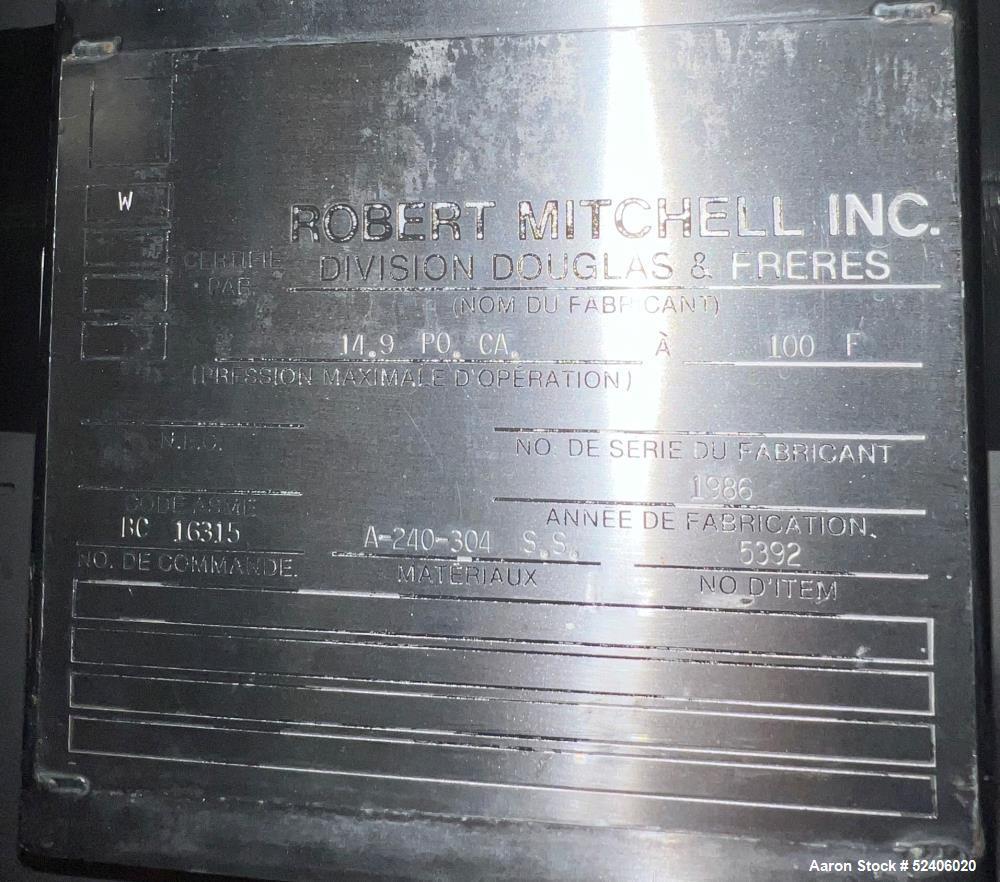 W
ROBERT MITCHELL INC.
CERTIFIÉ PAR DIVISION DOUGLAS & FRERES
(NOM DU FABRICANT)
14.9 PO. CA. À 100 F
(PRESSION MAXIMALE D'OPÉRATION)
NO. DE SERIE DU FABRICANT
1986
CODE ASME
ANNÉE DE FABRICATION.
BC 16315 A-240-304 S.S. 5392
NO. DE COMMANDE. MATÉRIAUX NO D'ITEM
Aaron Stock # 52406020